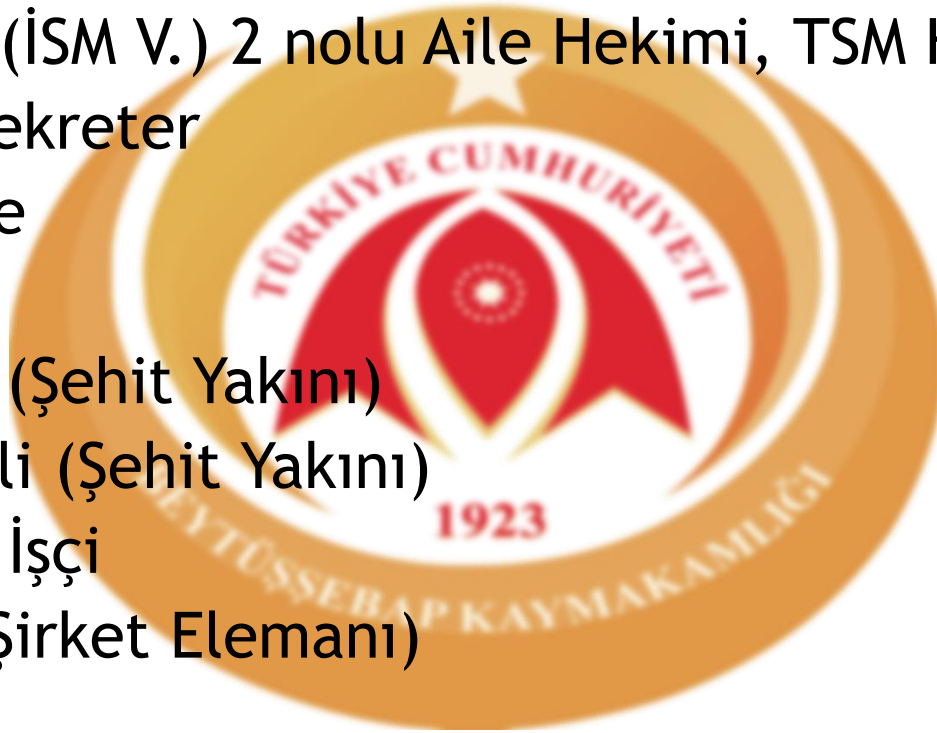 (İSM V.) 2 nolu Aile Hekimi, TSM
ekreter
e
(Şehit Yakını)
li (Şehit Yakını)
İşçi
Şirket Elemanı)
TÜRKİYE CUMHURİYETİ
1923
BEYTÜŞŞEBAP KAYMAKAMLIĞI